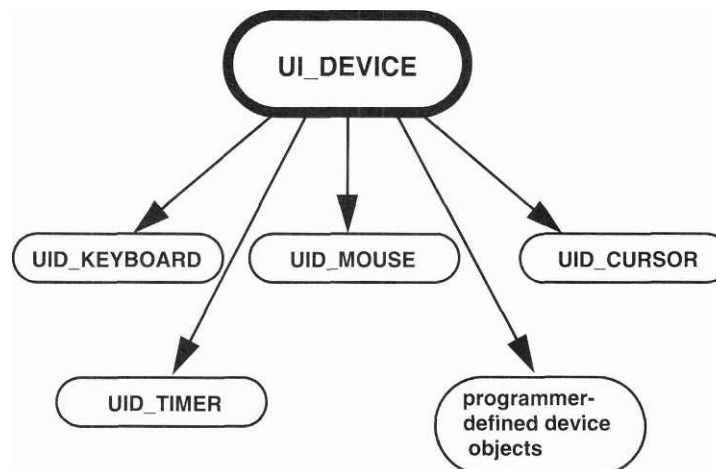 UI_DEVICE
UID_KEYBOARD
UID_MOUSE
UID_CURSOR
UID_TIMER
programmer-
defined device
objects